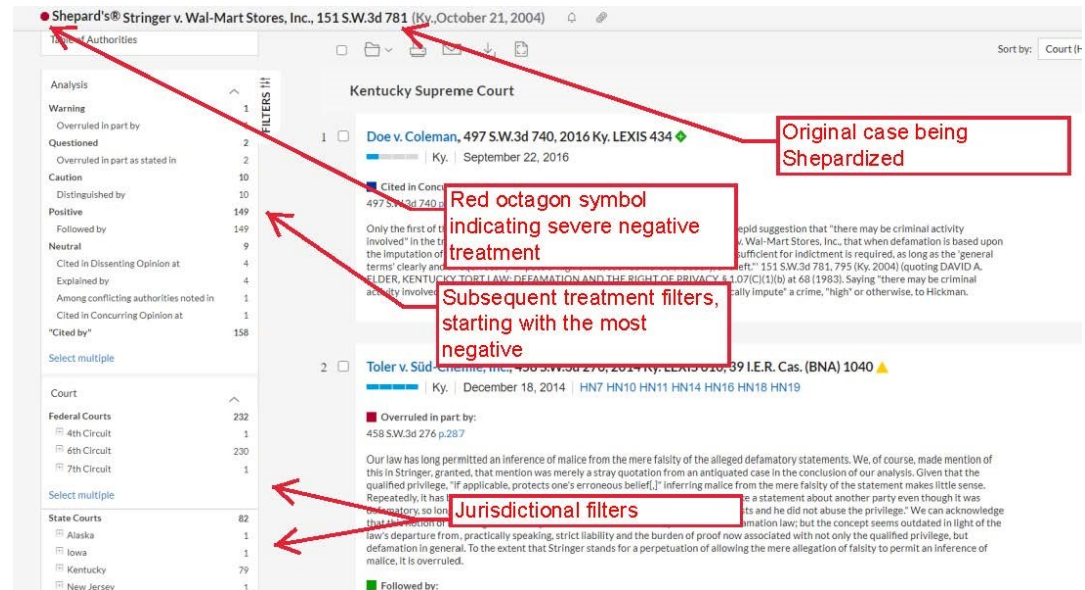 Shepard's® Stringer v. Wal-Mart Stores, Inc., 151 S.W.3d 781 (Ky.,October 21, 2004)
Table of Authorities
Sort by: Court (H
Analysis
Warning 1
Overruled in part by
Questioned 2
Overruled in part as stated in 2
Caution 10
Distinguished by 10
Positive 149
Followed by 149
Neutral 9
Cited in Dissenting Opinion at 4
Explained by 4
Among conflicting authorities noted in 1
Cited in Concurring Opinion at 1
"Cited by" 158
Select multiple
Court
Federal Courts 232
4th Circuit 1
6th Circuit 230
7th Circuit 1
Select multiple
State Courts 82
Alaska 1
Iowa 1
Kentucky 79
New Jersey 1
FILTERS
Kentucky Supreme Court
Original case being
Shepardized
1 Doe v. Coleman, 497 S.W.3d 740, 2016 Ky. LEXIS 434
Ky. September 22, 2016
Cited in
497 S.W.3d 740
Red octagon symbol
indicating severe negative
treatment
Only the first of suggestion that "there may be criminal activity
involved" in the v. Wal-Mart Stores, Inc., that when defamation is based upon
the imputation of sufficient for indictment is required, as long as the 'general
terms' clearly 151 S.W.3d 781, 795 (Ky. 2004) (quoting DAVID A.
ELDER, KENTUCKY TORT LAW: DEFAMATION AND THE RIGHT OF PRIVACY, § 1.07(C)(1)(b) at 68 (1983). Saying "there may be criminal
activity impute" a crime, "high" or otherwise, to Hickman.
Subsequent treatment filters,
starting with the most
negative
2 Toler v. Süd-Chemie, Inc., 458 S.W.3d 276, 2014 Ky. LEXIS 39 I.E.R. Cas. (BNA) 1040
Ky. December 18, 2014 HN7 HN10 HN11 HN14 HN16 HN18 HN19
Overruled in part by:
458 S.W.3d 276 p.287
Our law has long permitted an inference of malice from the mere falsity of the alleged defamatory statements. We, of course, made mention of
this in Stringer, granted, that mention was merely a stray quotation from an antiquated case in the conclusion of our analysis. Given that the
qualified privilege, "if applicable, protects one's erroneous belief[,]" inferring malice from the mere falsity of the statement makes little sense.
Repeatedly, it has a statement about another party even though it was
defamatory, so and he did not abuse the privilege." We can acknowledge
that this notion of law; but the concept seems outdated in light of the
Jurisdictional filters
law's departure from, practically speaking, strict liability and the burden of proof now associated with not only the qualified privilege, but
defamation in general. To the extent that Stringer stands for a perpetuation of allowing the mere allegation of falsity to permit an inference of
malice, it is overruled.
Followed by: